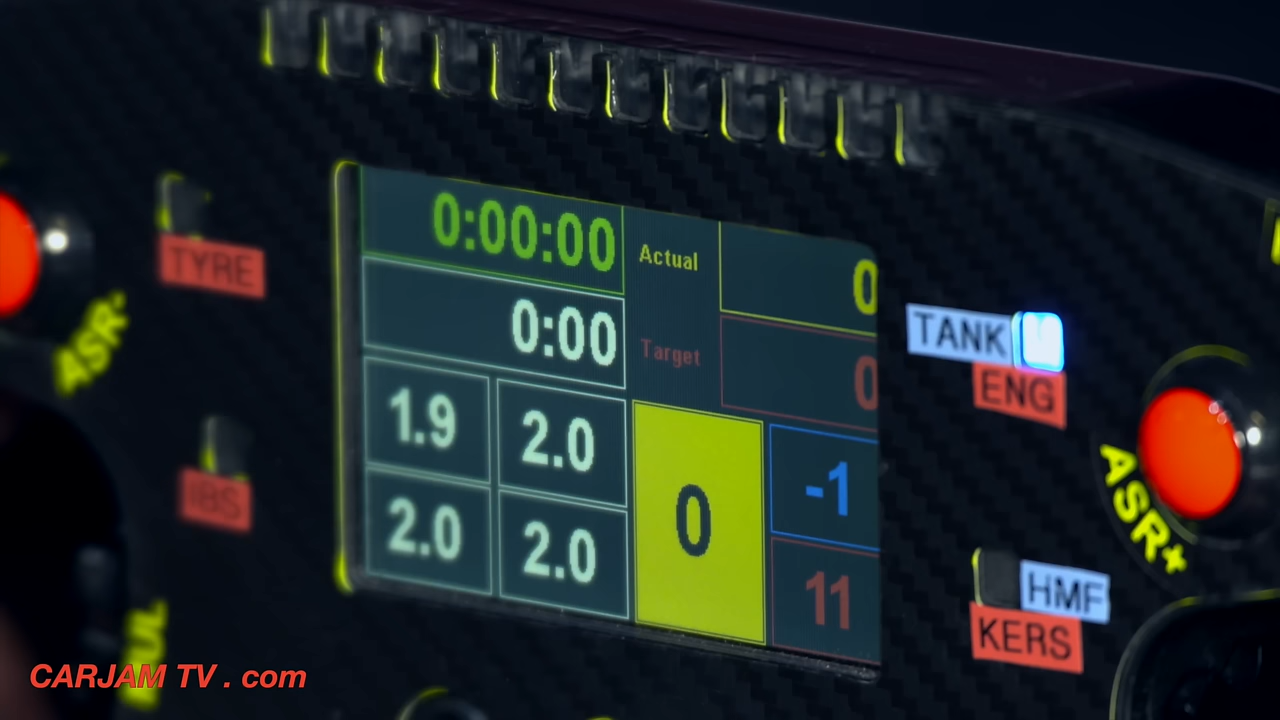 0:00:00
Actual
0
0:00
Target
0
1.9
2.0
2.0
2.0
0
-1
11
TYRE
ASR-
IBS
TANK
ENG
ASR+
HMF
KERS
CARJAM TV . com